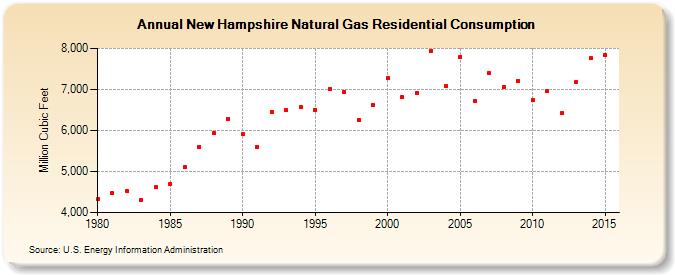 Annual New Hampshire Natural Gas Residential Consumption
Million Cubic Feet
8,000
7,000
6,000
5,000
4,000
1980 1985 1990 1995 2000 2005 2010 2015
Source: U.S. Energy Information Administration